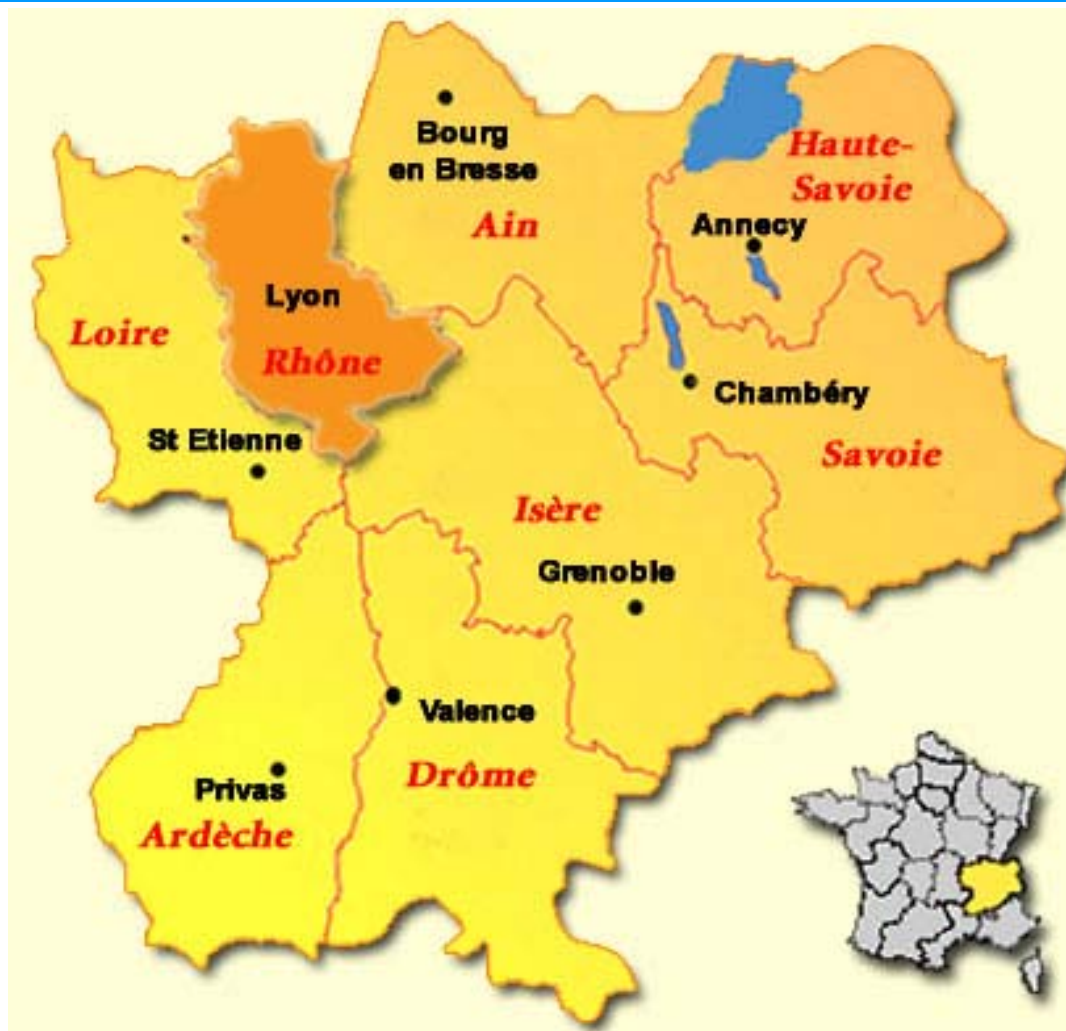 Bourg
en Bresse
Ain
Haute-
Savoie
Annecy
Lyon
Rhône
Loire
Chambéry
Savoie
St Etienne
Isère
Grenoble
Valence
Drôme
Privas
Ardèche